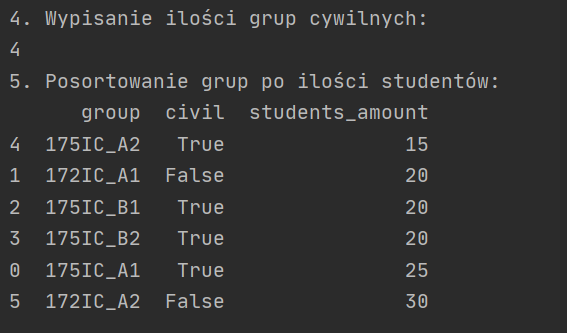 4. Wypisanie ilości grup cywilnych:
4
5. Posortowanie grup po ilości studentów:
group civil students_amount
4 175IC_A2 True 15
1 172IC_A1 False 20
2 175IC_B1 True 20
3 175IC_B2 True 20
0 175IC_A1 True 25
5 172IC_A2 False 30